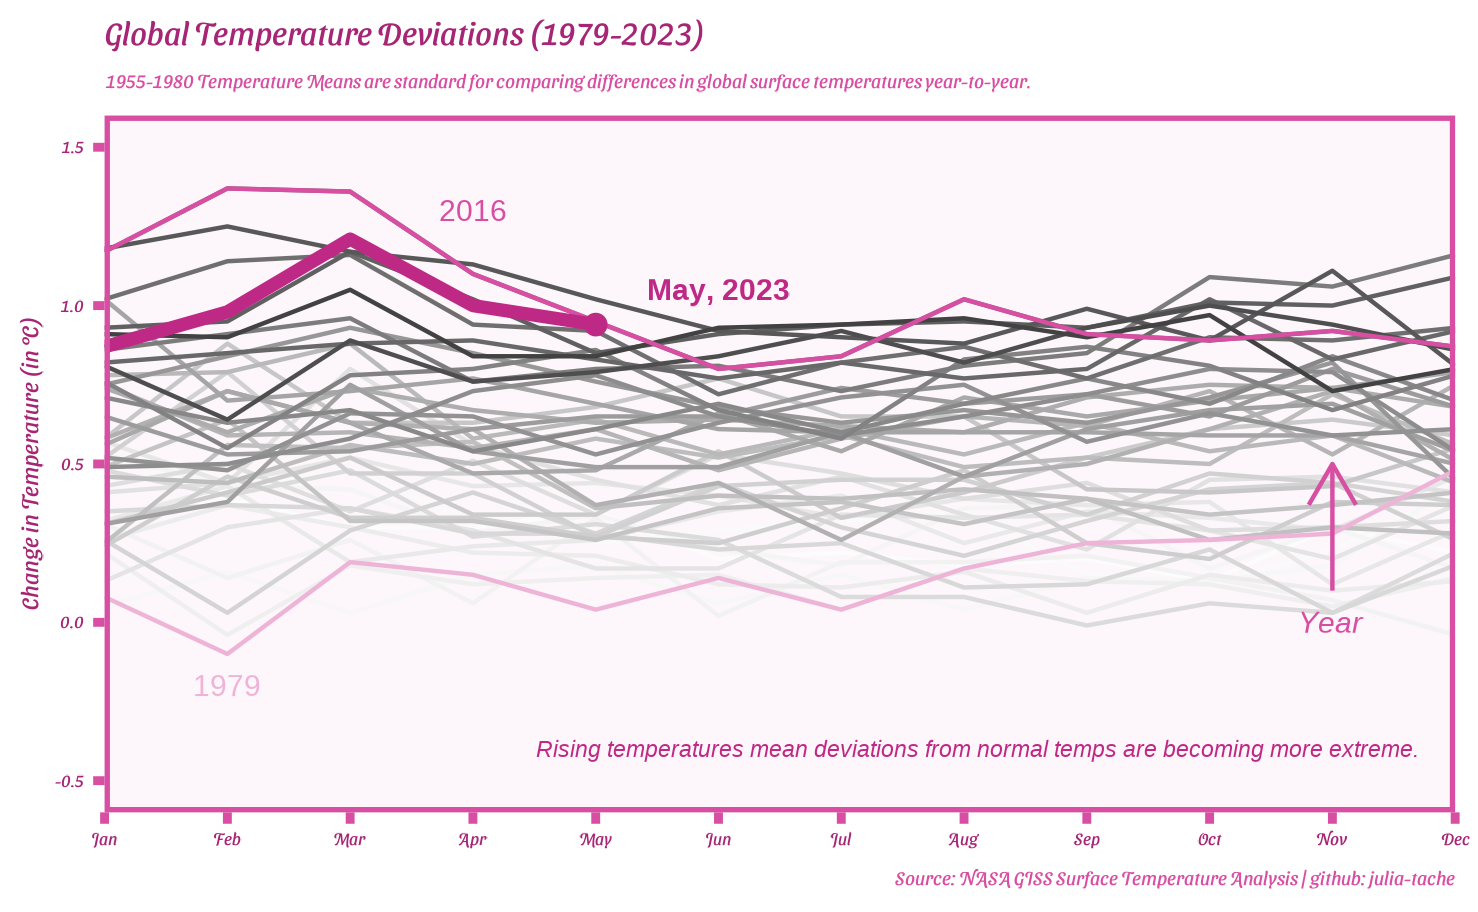 Global Temperature Deviations (1979-2023)
1955-1980 Temperature Means are standard for comparing differences in global surface temperatures year-to-year.
Change in Temperature (in ºC)
1.5
1.0
0.5
0.0
-0.5
2016
May, 2023
Year
1979
Rising temperatures mean deviations from normal temps are becoming more extreme.
Jan Feb Mar Apr May Jun Jul Aug Sep Oct Nov Dec
Source: NASA GISS Surface Temperature Analysis | github: julia-tache